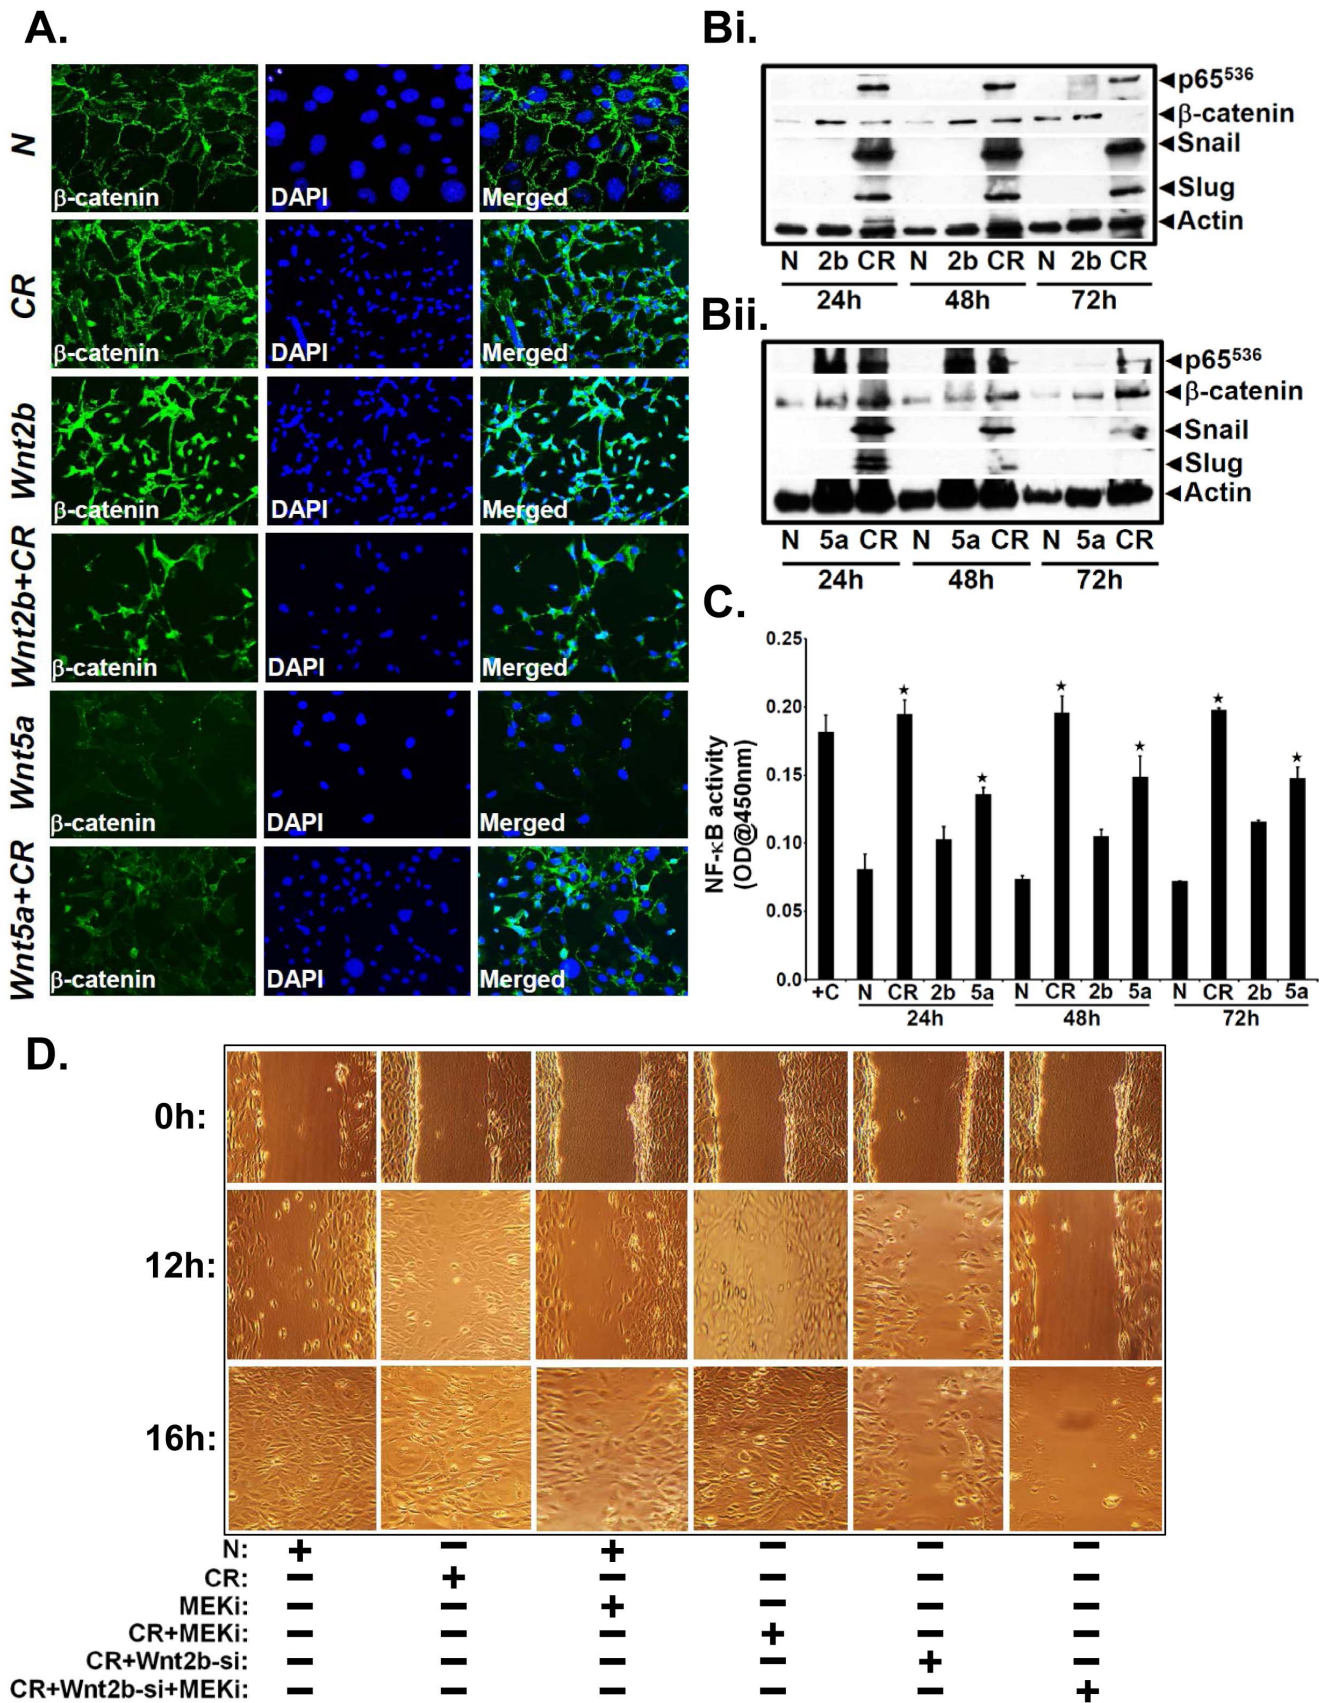 A.
N
β-catenin DAPI Merged
CR
β-catenin DAPI Merged
Wnt2b
β-catenin DAPI Merged
Wnt2b+CR
β-catenin DAPI Merged
Wnt5a
β-catenin DAPI Merged
Wnt5a+CR
β-catenin DAPI Merged
Bi.
p65⁵³⁶
β-catenin
Snail
Slug
Actin
N 2b CR N 2b CR N 2b CR
24h 48h 72h
Bii.
p65⁵³⁶
β-catenin
Snail
Slug
Actin
N 5a CR N 5a CR N 5a CR
24h 48h 72h
C.
NF-κB activity
(OD@450nm)
0.25
0.20
0.15
0.10
0.05
0.0
+C N CR 2b 5a N CR 2b 5a N CR 2b 5a
24h 48h 72h
D.
0h:
12h:
16h:
N: + − + − − −
CR: − + − − − −
MEKi: − − + − − −
CR+MEKi: − − − + − −
CR+Wnt2b-si: − − − − + −
CR+Wnt2b-si+MEKi: − − − − − +